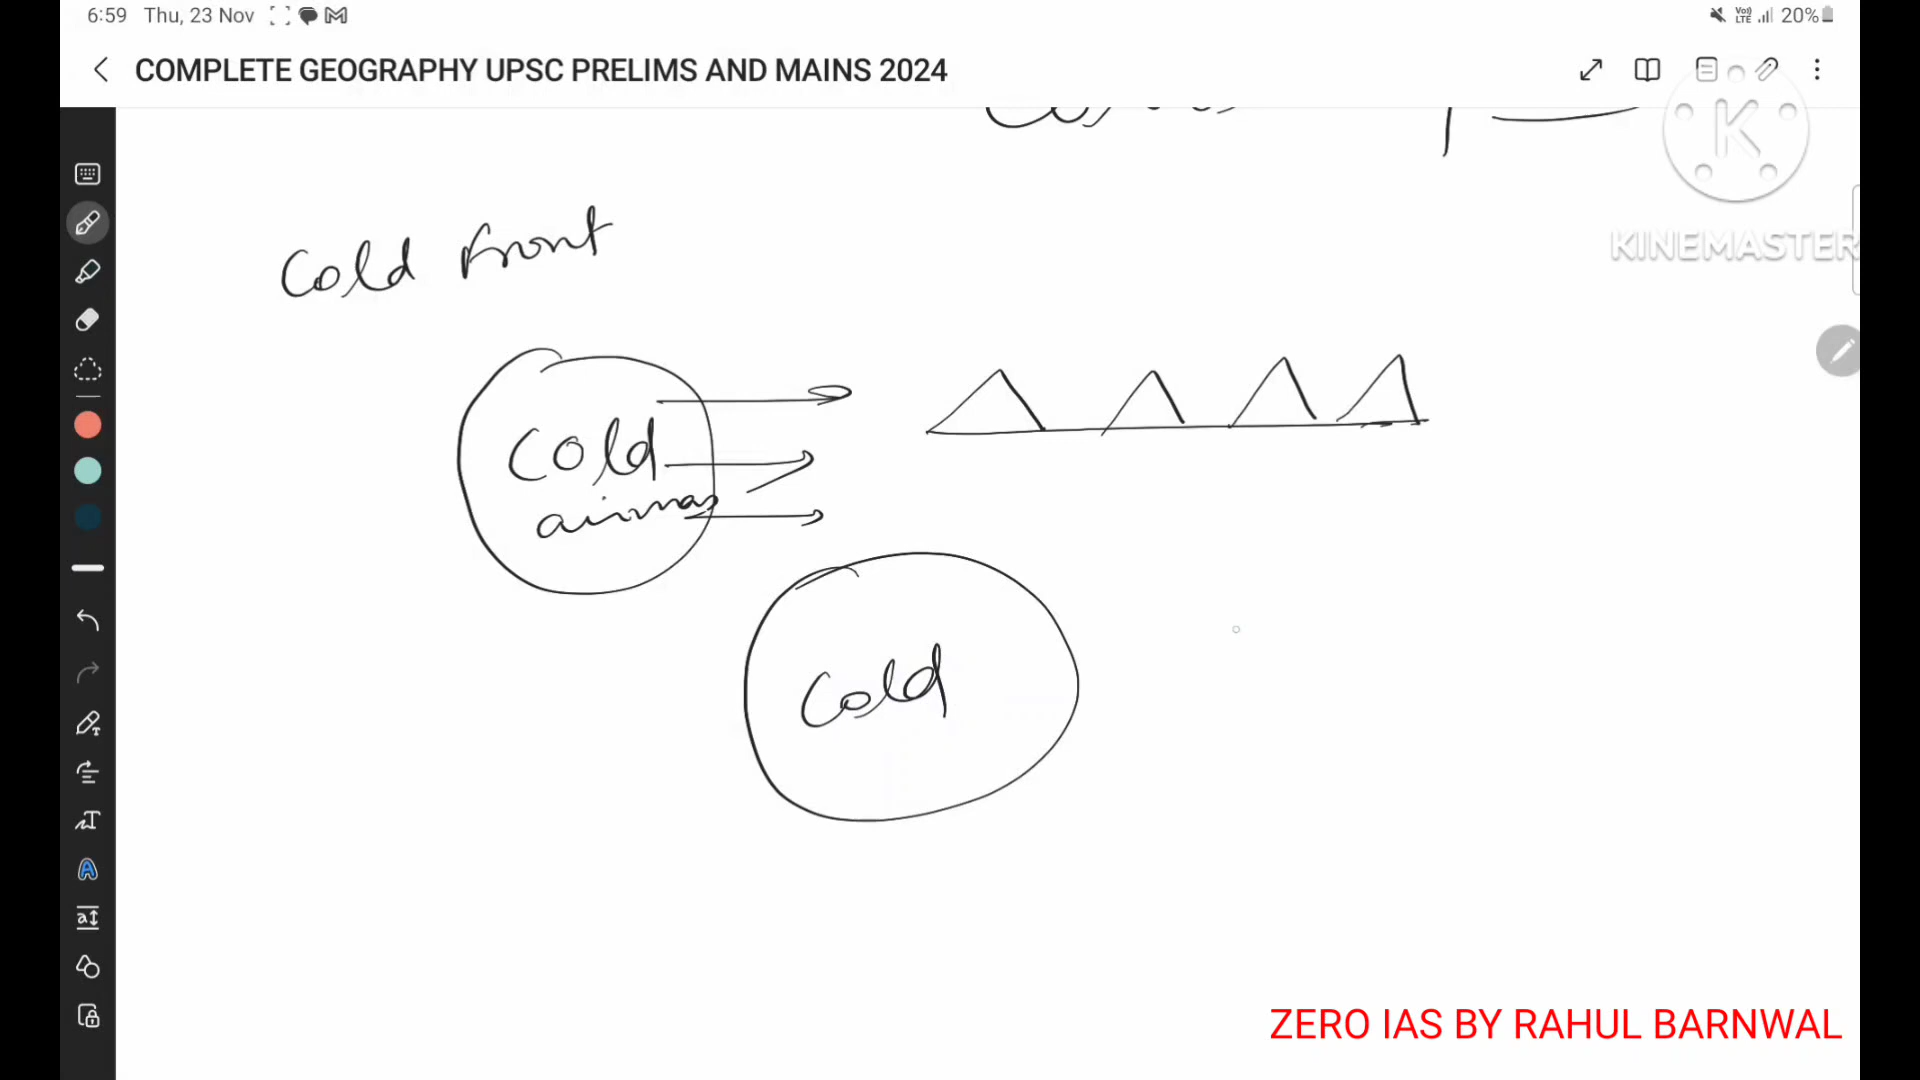 6:59 Thu, 23 Nov
20%
COMPLETE GEOGRAPHY UPSC PRELIMS AND MAINS 2024
K
KINEMASTER
Cold front
Cold
airmas
Cold
ZERO IAS BY RAHUL BARNWAL